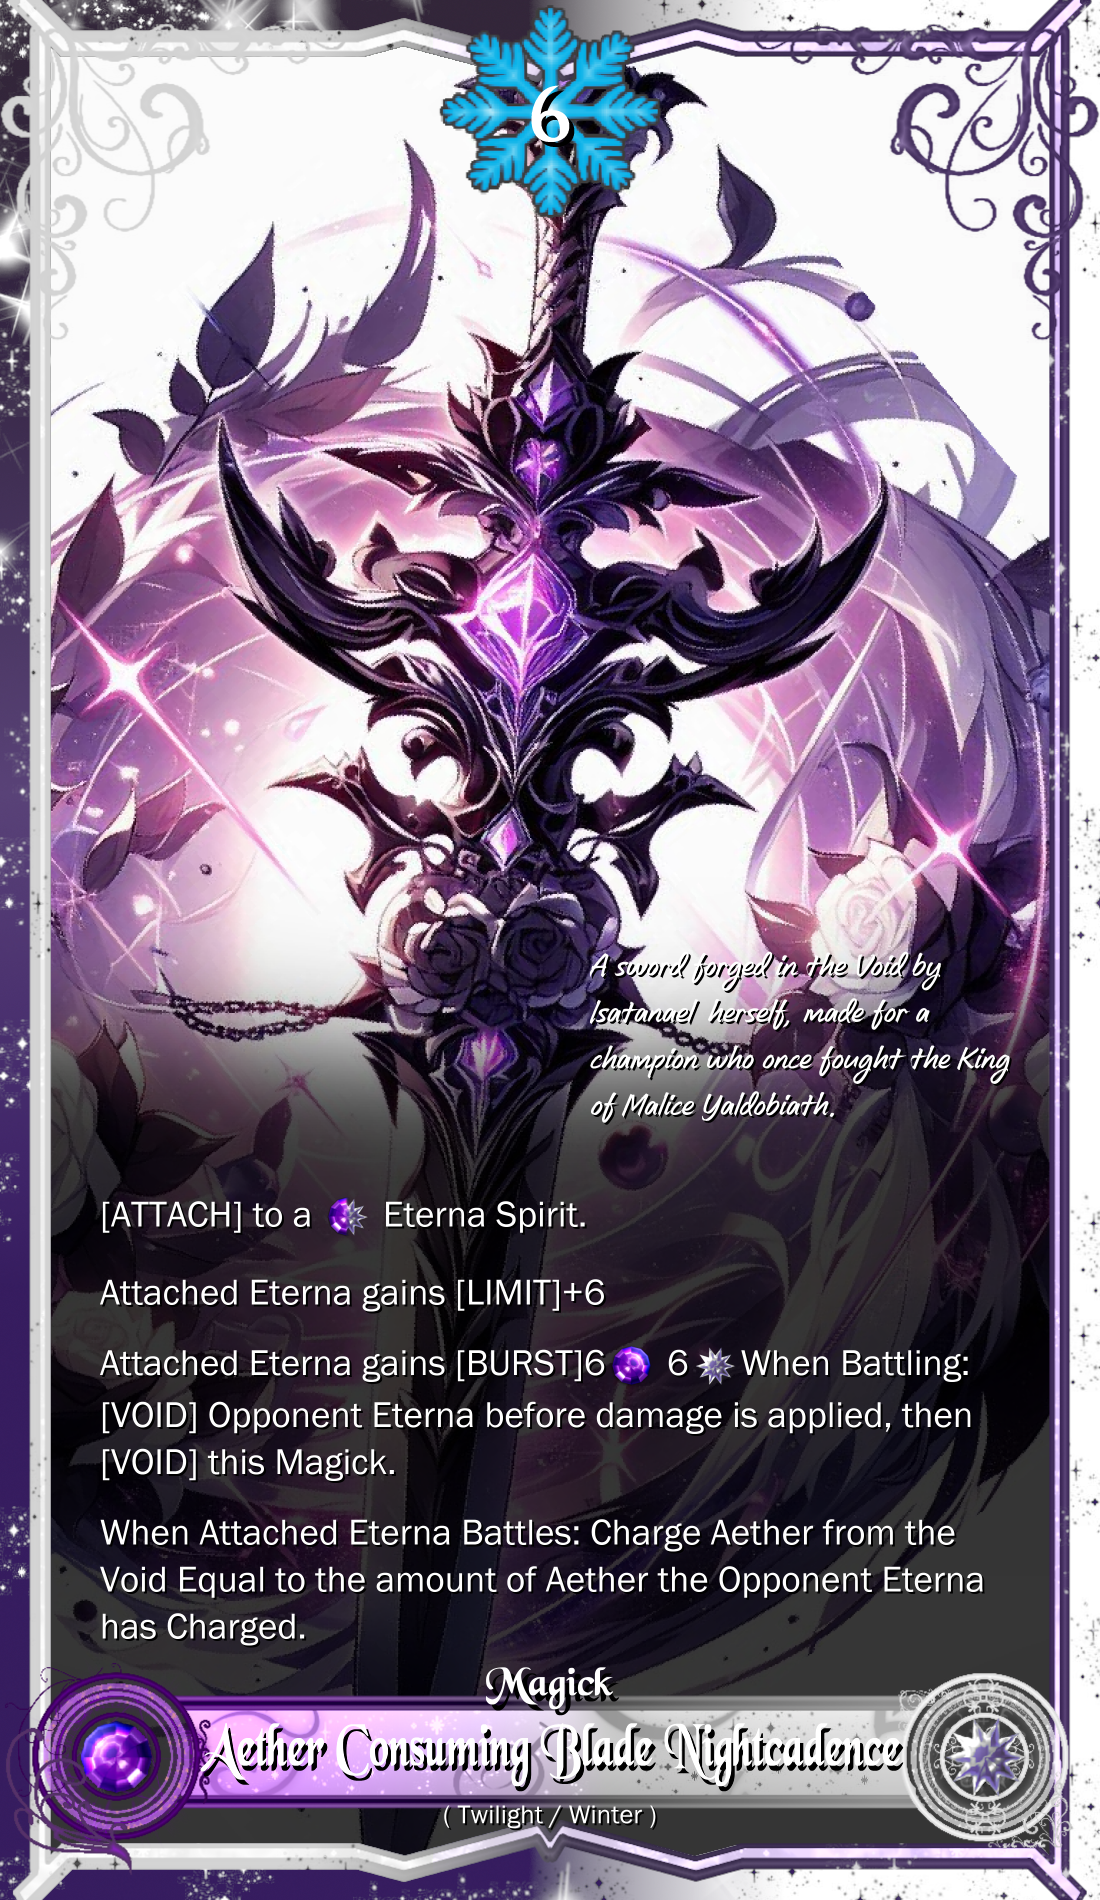 6
A sword forged in the Void by
Isatanael herself, made for a
champion who once fought the King
of Malice Yaldobiath.
[ATTACH] to a Eterna Spirit.
Attached Eterna gains [LIMIT]+6
Attached Eterna gains [BURST]6 6 When Battling:
[VOID] Opponent Eterna before damage is applied, then
[VOID] this Magick.
When Attached Eterna Battles: Charge Aether from the
Void Equal to the amount of Aether the Opponent Eterna
has Charged.
Magick
Aether Consuming Blade Nightcadence
( Twilight / Winter )